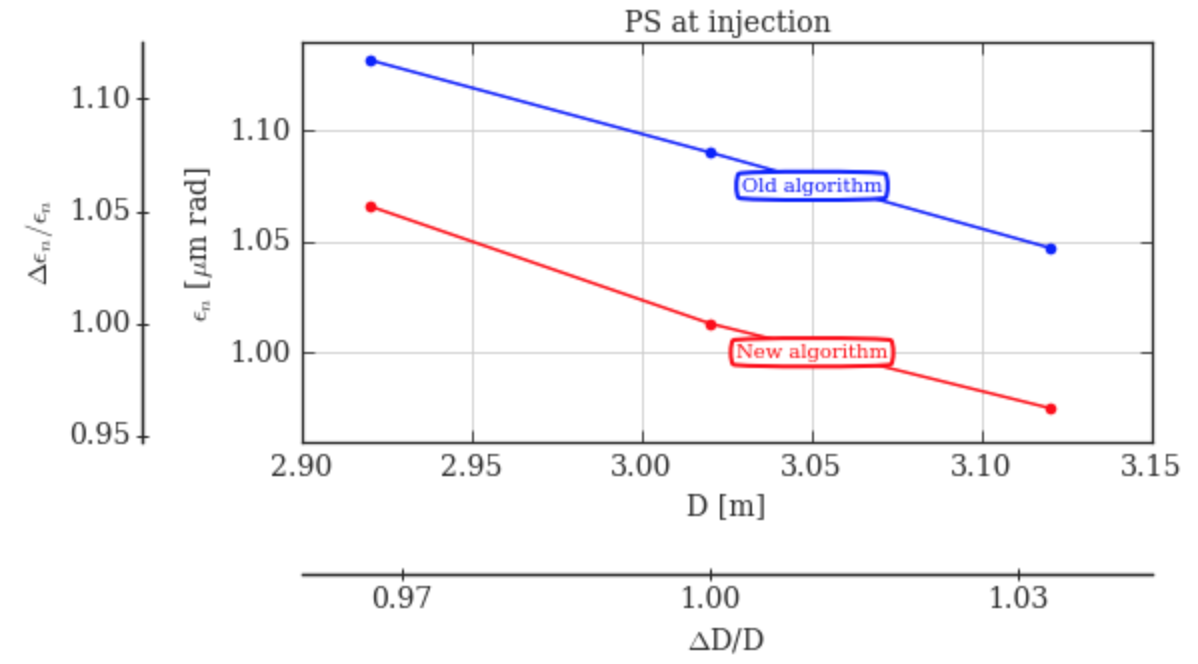 PS at injection
Δϵₙ/ϵₙ
1.10
1.05
1.00
0.95
ϵₙ [μm rad]
1.10
1.05
1.00
Old algorithm
New algorithm
2.90 2.95 3.00 3.05 3.10 3.15
D [m]
0.97 1.00 1.03
ΔD/D